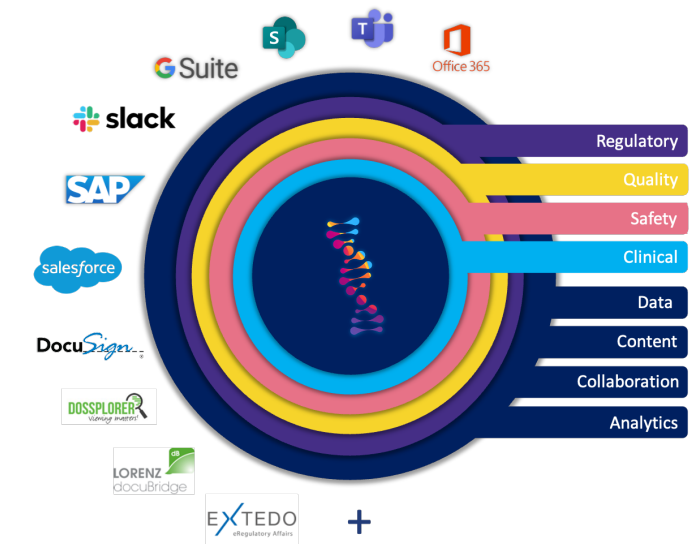 S
T
Office 365
G Suite
slack
SAP
salesforce
DocuSign
DOSSPLORER
Viewing matters!
dB
LORENZ
docuBridge
EXTEDO
eRegulatory Affairs
+
Regulatory
Quality
Safety
Clinical
Data
Content
Collaboration
Analytics